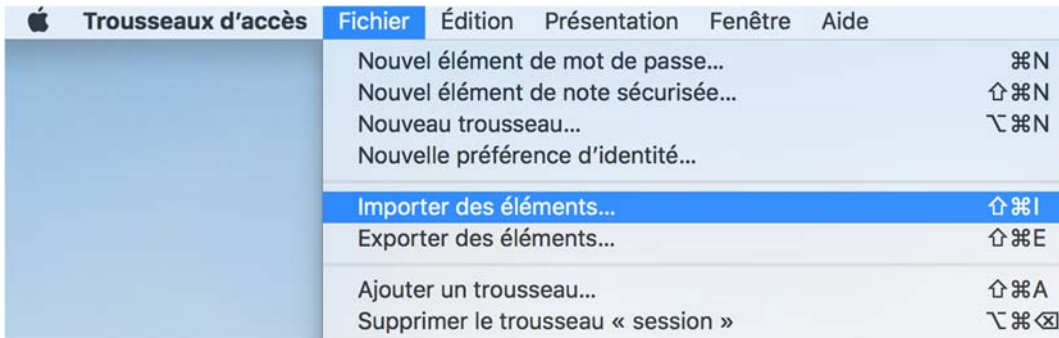 Trousseaux d’accès Fichier Édition Présentation Fenêtre Aide
Nouvel élément de mot de passe... ⌘N
Nouvel élément de note sécurisée... ⇧⌘N
Nouveau trousseau... ⌥⌘N
Nouvelle préférence d’identité...
Importer des éléments... ⇧⌘I
Exporter des éléments... ⇧⌘E
Ajouter un trousseau... ⇧⌘A
Supprimer le trousseau « session » ⌥⌘⌫